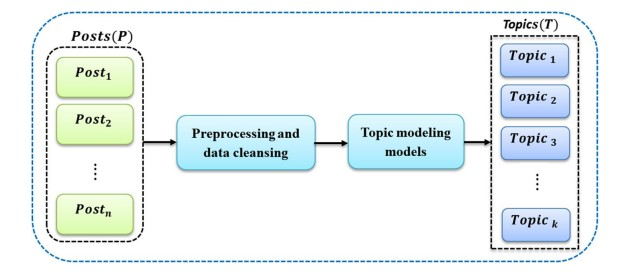 Posts(P)
Post1
Post2
⋮
Postn
Preprocessing and
data cleansing
Topic modeling
models
Topics(T)
Topic 1
Topic 2
Topic 3
⋮
Topic k